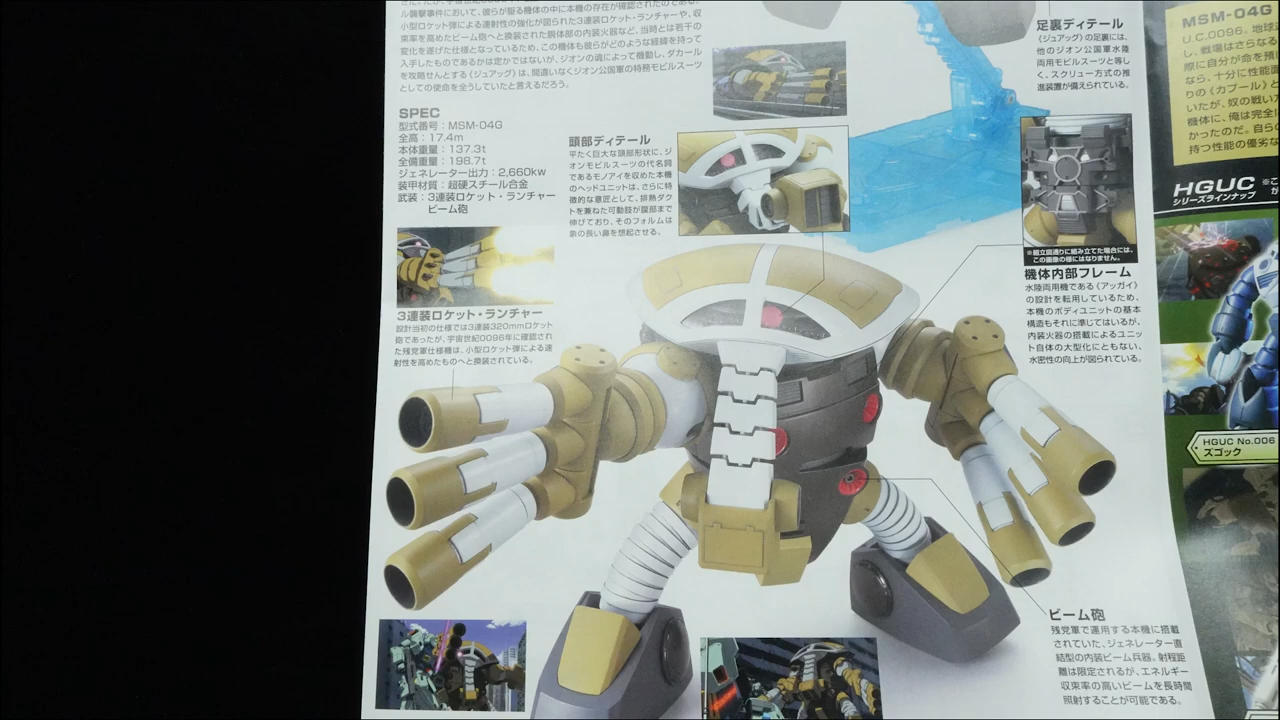 ル襲撃事件において、彼らが駆る機体の中に本機の存在が確認されたのである。
小型ロケット弾による連射性の強化が図られた3連装ロケット・ランチャーや、収
束率を高めたビーム砲へと換装された胴体部の内装火器など、当時とは若干の
変化を遂げた仕様となっているため、この機体も彼らがどのような経緯を持って
入手したものであるかは定かではないが、ジオンの魂によって機動し、ダカール
を攻略せんとする《ジュアッグ》は、間違いなくジオン公国軍の特務モビルスーツ
としての使命を全うしていたと言えるだろう。
SPEC
型式番号：MSM-04G
全高：17.4m
本体重量：137.3t
全備重量：198.7t
ジェネレーター出力：2,660kw
装甲材質：超硬スチール合金
武装：3連装ロケット・ランチャー
ビーム砲
3連装ロケット・ランチャー
設計当初の仕様では3連装320mmロケット
砲であったが、宇宙世紀0096年に確認され
た残党軍仕様機は、小型ロケット弾による連
射性を高めたものへと換装されている。
頭部ディテール
平たく巨大な頭部形状に、ジ
オンモビルスーツの代名詞
であるモノアイを収めた本機
のヘッドユニットは、さらに特
徴的な意匠として、排熱ダク
トを兼ねた可動肢が腹部まで
伸びており、そのフォルムは
象の長い鼻を想起させる。
足裏ディテール
《ジュアッグ》の足裏には、
他のジオン公国軍水陸
両用モビルスーツと等し
く、スクリュー方式の推
進装置が備えられている。
※組立図通りに組み立てた場合には、
この画像の様にはなりません。
機体内部フレーム
水陸両用機である《アッガイ》
の設計を転用しているため、
本機のボディユニットの基本
構造もそれに準じてはいるが、
内装火器の搭載によるユニッ
ト自体の大型化にともない、
水密性の向上が図られている。
ビーム砲
残党軍で運用する本機に搭載
されていた、ジェネレーター直
結型の内装ビーム兵器。射程距
離は限定されるが、エネルギー
収束率の高いビームを長時間
照射することが可能である。
MSM-04G
U.C.0096。地球
し、戦場はさらなる
際に自分が命を預
なら、十分に性能
りの《カプール》と
いたが、奴の戦い
機体に、俺は完全
かったのだ。自ら
持つ性能の優劣な
HGUC
シリーズラインナップ
HGUC No.006
ズゴック